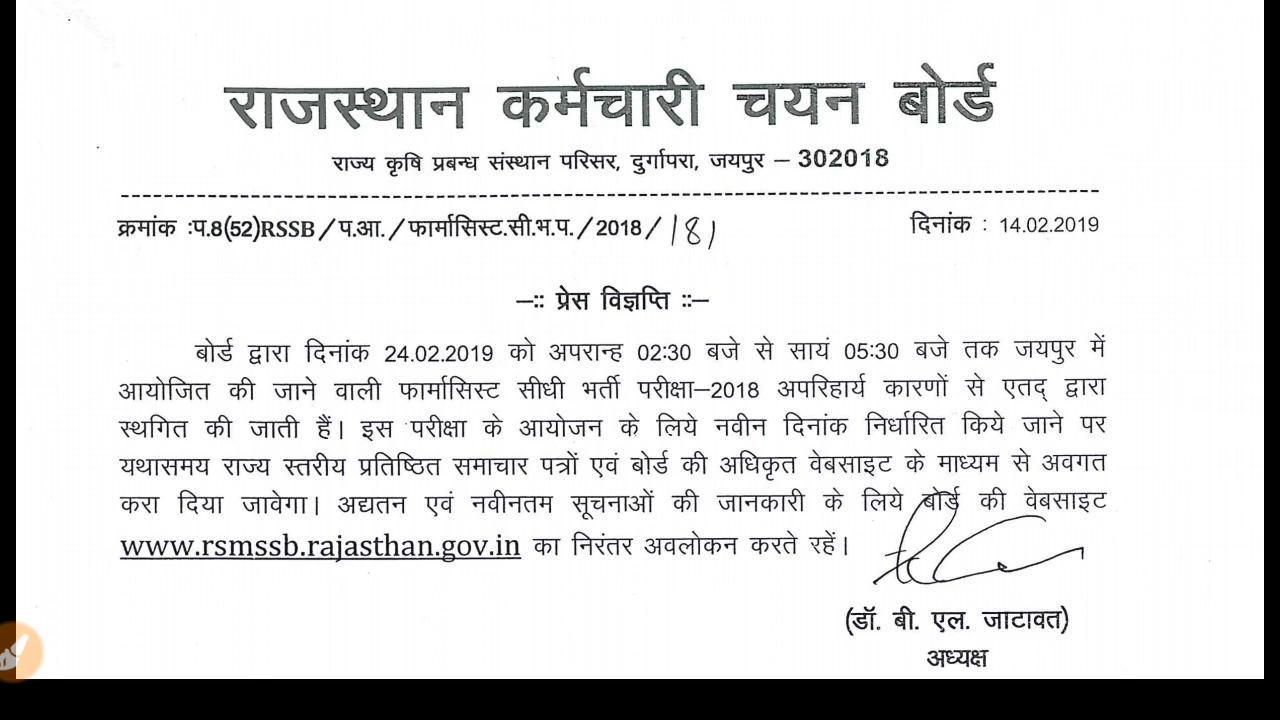 राजस्थान कर्मचारी चयन बोर्ड
राज्य कृषि प्रबन्ध संस्थान परिसर, दुर्गापरा, जयपुर – 302018
क्रमांक :प.8(52)RSSB/प.आ./फार्मासिस्ट.सी.भ.प./2018/181 दिनांक : 14.02.2019
–:: प्रेस विज्ञप्ति ::–
बोर्ड द्वारा दिनांक 24.02.2019 को अपरान्ह 02:30 बजे से सायं 05:30 बजे तक जयपुर में
आयोजित की जाने वाली फार्मासिस्ट सीधी भर्ती परीक्षा–2018 अपरिहार्य कारणों से एतद् द्वारा
स्थगित की जाती हैं। इस परीक्षा के आयोजन के लिये नवीन दिनांक निर्धारित किये जाने पर
यथासमय राज्य स्तरीय प्रतिष्ठित समाचार पत्रों एवं बोर्ड की अधिकृत वेबसाइट के माध्यम से अवगत
करा दिया जावेगा। अद्यतन एवं नवीनतम सूचनाओं की जानकारी के लिये बोर्ड की वेबसाइट
www.rsmssb.rajasthan.gov.in का निरंतर अवलोकन करते रहें।
(डॉ. बी. एल. जाटावत)
अध्यक्ष